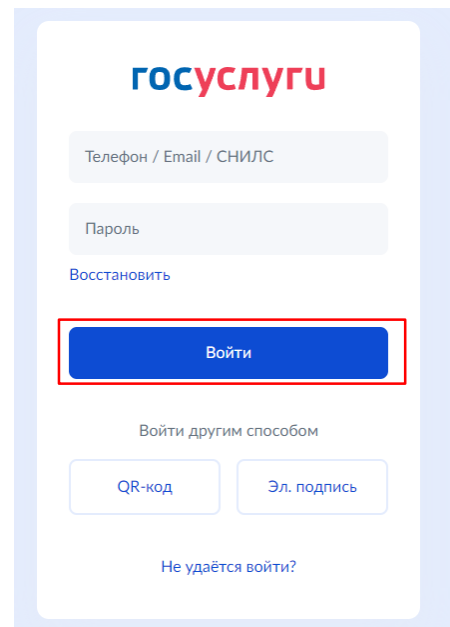 госуслуги
Телефон / Email / СНИЛС
Пароль
Восстановить
Войти
Войти другим способом
QR-код
Эл. подпись
Не удаётся войти?